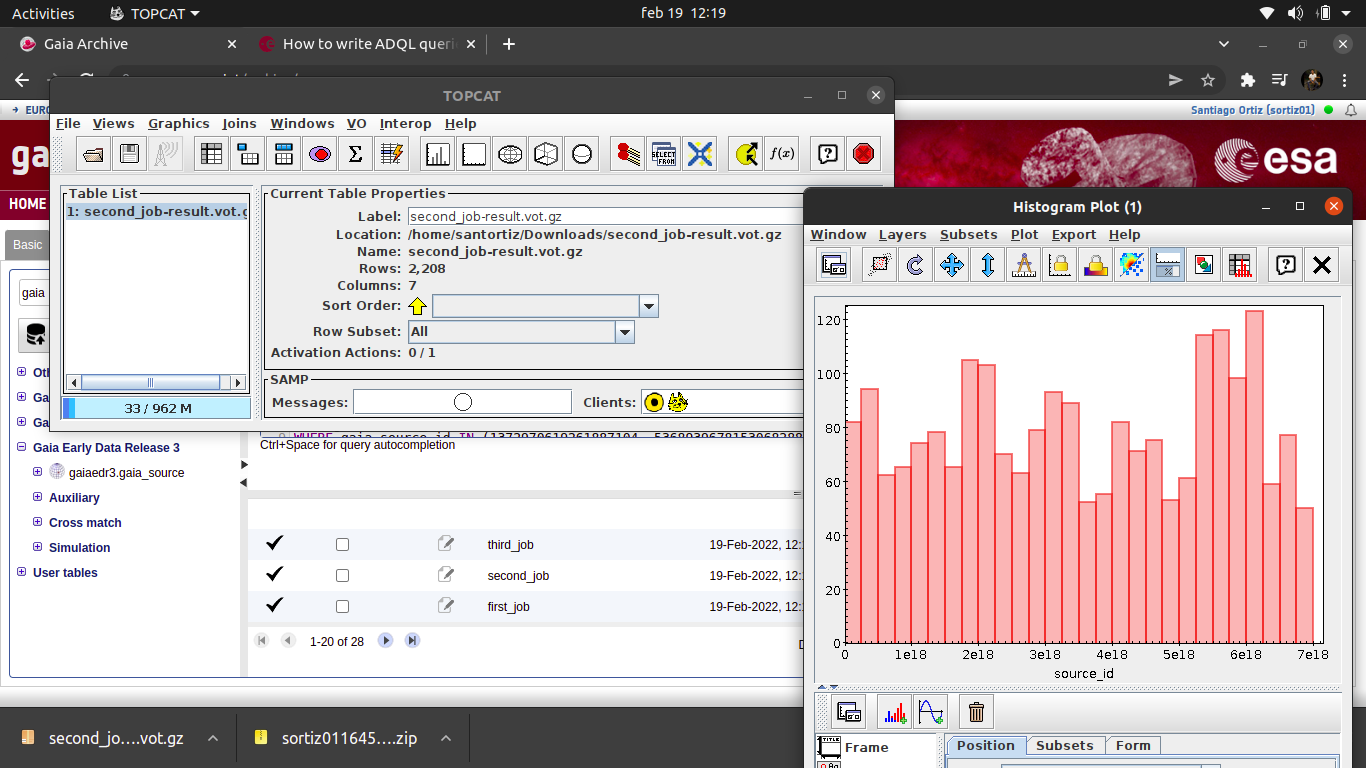 Activities
TOPCAT
feb 19 12:19
Gaia Archive
How to write ADQL queri
EURO
Santiago Ortiz (sortiz01)
gai
esa
HOME
Basic
gaia
Gaia Early Data Release 3
gaiaedr3.gaia_source
Auxiliary
Cross match
Simulation
User tables
TOPCAT
File Views Graphics Joins Windows VO Interop Help
SELECT FROM
f(x)
Table List
1: second_job-result.vot.g
33 / 962 M
Current Table Properties
Label: second_job-result.vot.gz
Location: /home/santortiz/Downloads/second_job-result.vot.gz
Name: second_job-result.vot.gz
Rows: 2,208
Columns: 7
Sort Order:
Row Subset: All
Activation Actions: 0 / 1
SAMP
Messages:
Clients:
Ctrl+Space for query autocompletion
third_job 19-Feb-2022, 12:
second_job 19-Feb-2022, 12:
first_job 19-Feb-2022, 12:
1-20 of 28
Histogram Plot (1)
Window Layers Subsets Plot Export Help
120
100
80
60
40
20
0
0 1e18 2e18 3e18 4e18 5e18 6e18 7e18
source_id
Frame
Position Subsets Form
second_jo....vot.gz
sortiz011645....zip